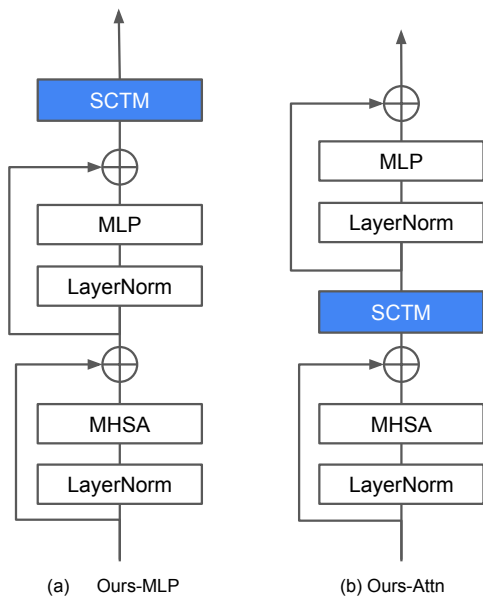 SCTM
MLP
LayerNorm
MHSA
LayerNorm
(a) Ours-MLP
MLP
LayerNorm
SCTM
MHSA
LayerNorm
(b) Ours-Attn